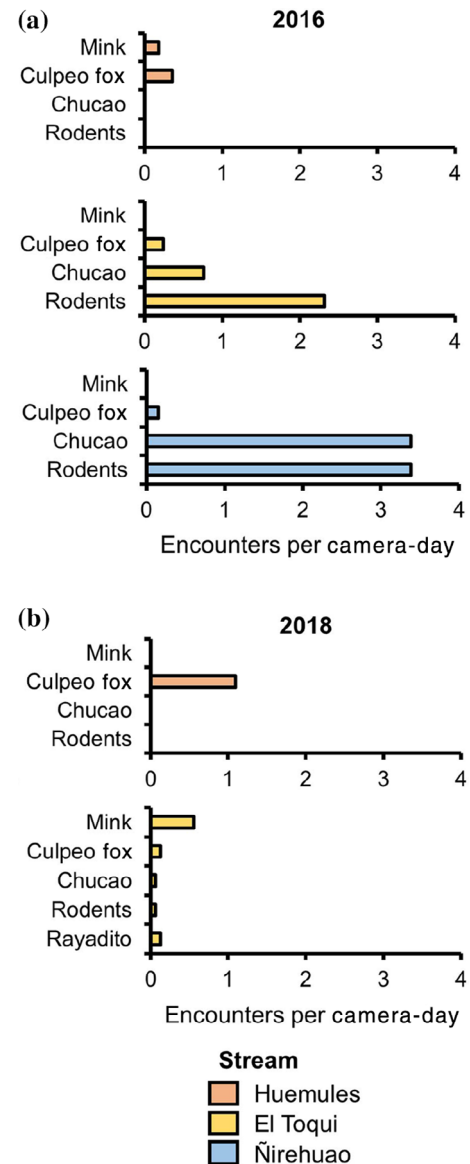 (a)
2016
Mink
Culpeo fox
Chucao
Rodents
0 1 2 3 4
Mink
Culpeo fox
Chucao
Rodents
0 1 2 3 4
Mink
Culpeo fox
Chucao
Rodents
0 1 2 3 4
Encounters per camera-day
(b)
2018
Mink
Culpeo fox
Chucao
Rodents
0 1 2 3 4
Mink
Culpeo fox
Chucao
Rodents
Rayadito
0 1 2 3 4
Encounters per camera-day
Stream
Huemules
El Toqui
Ñirehuao